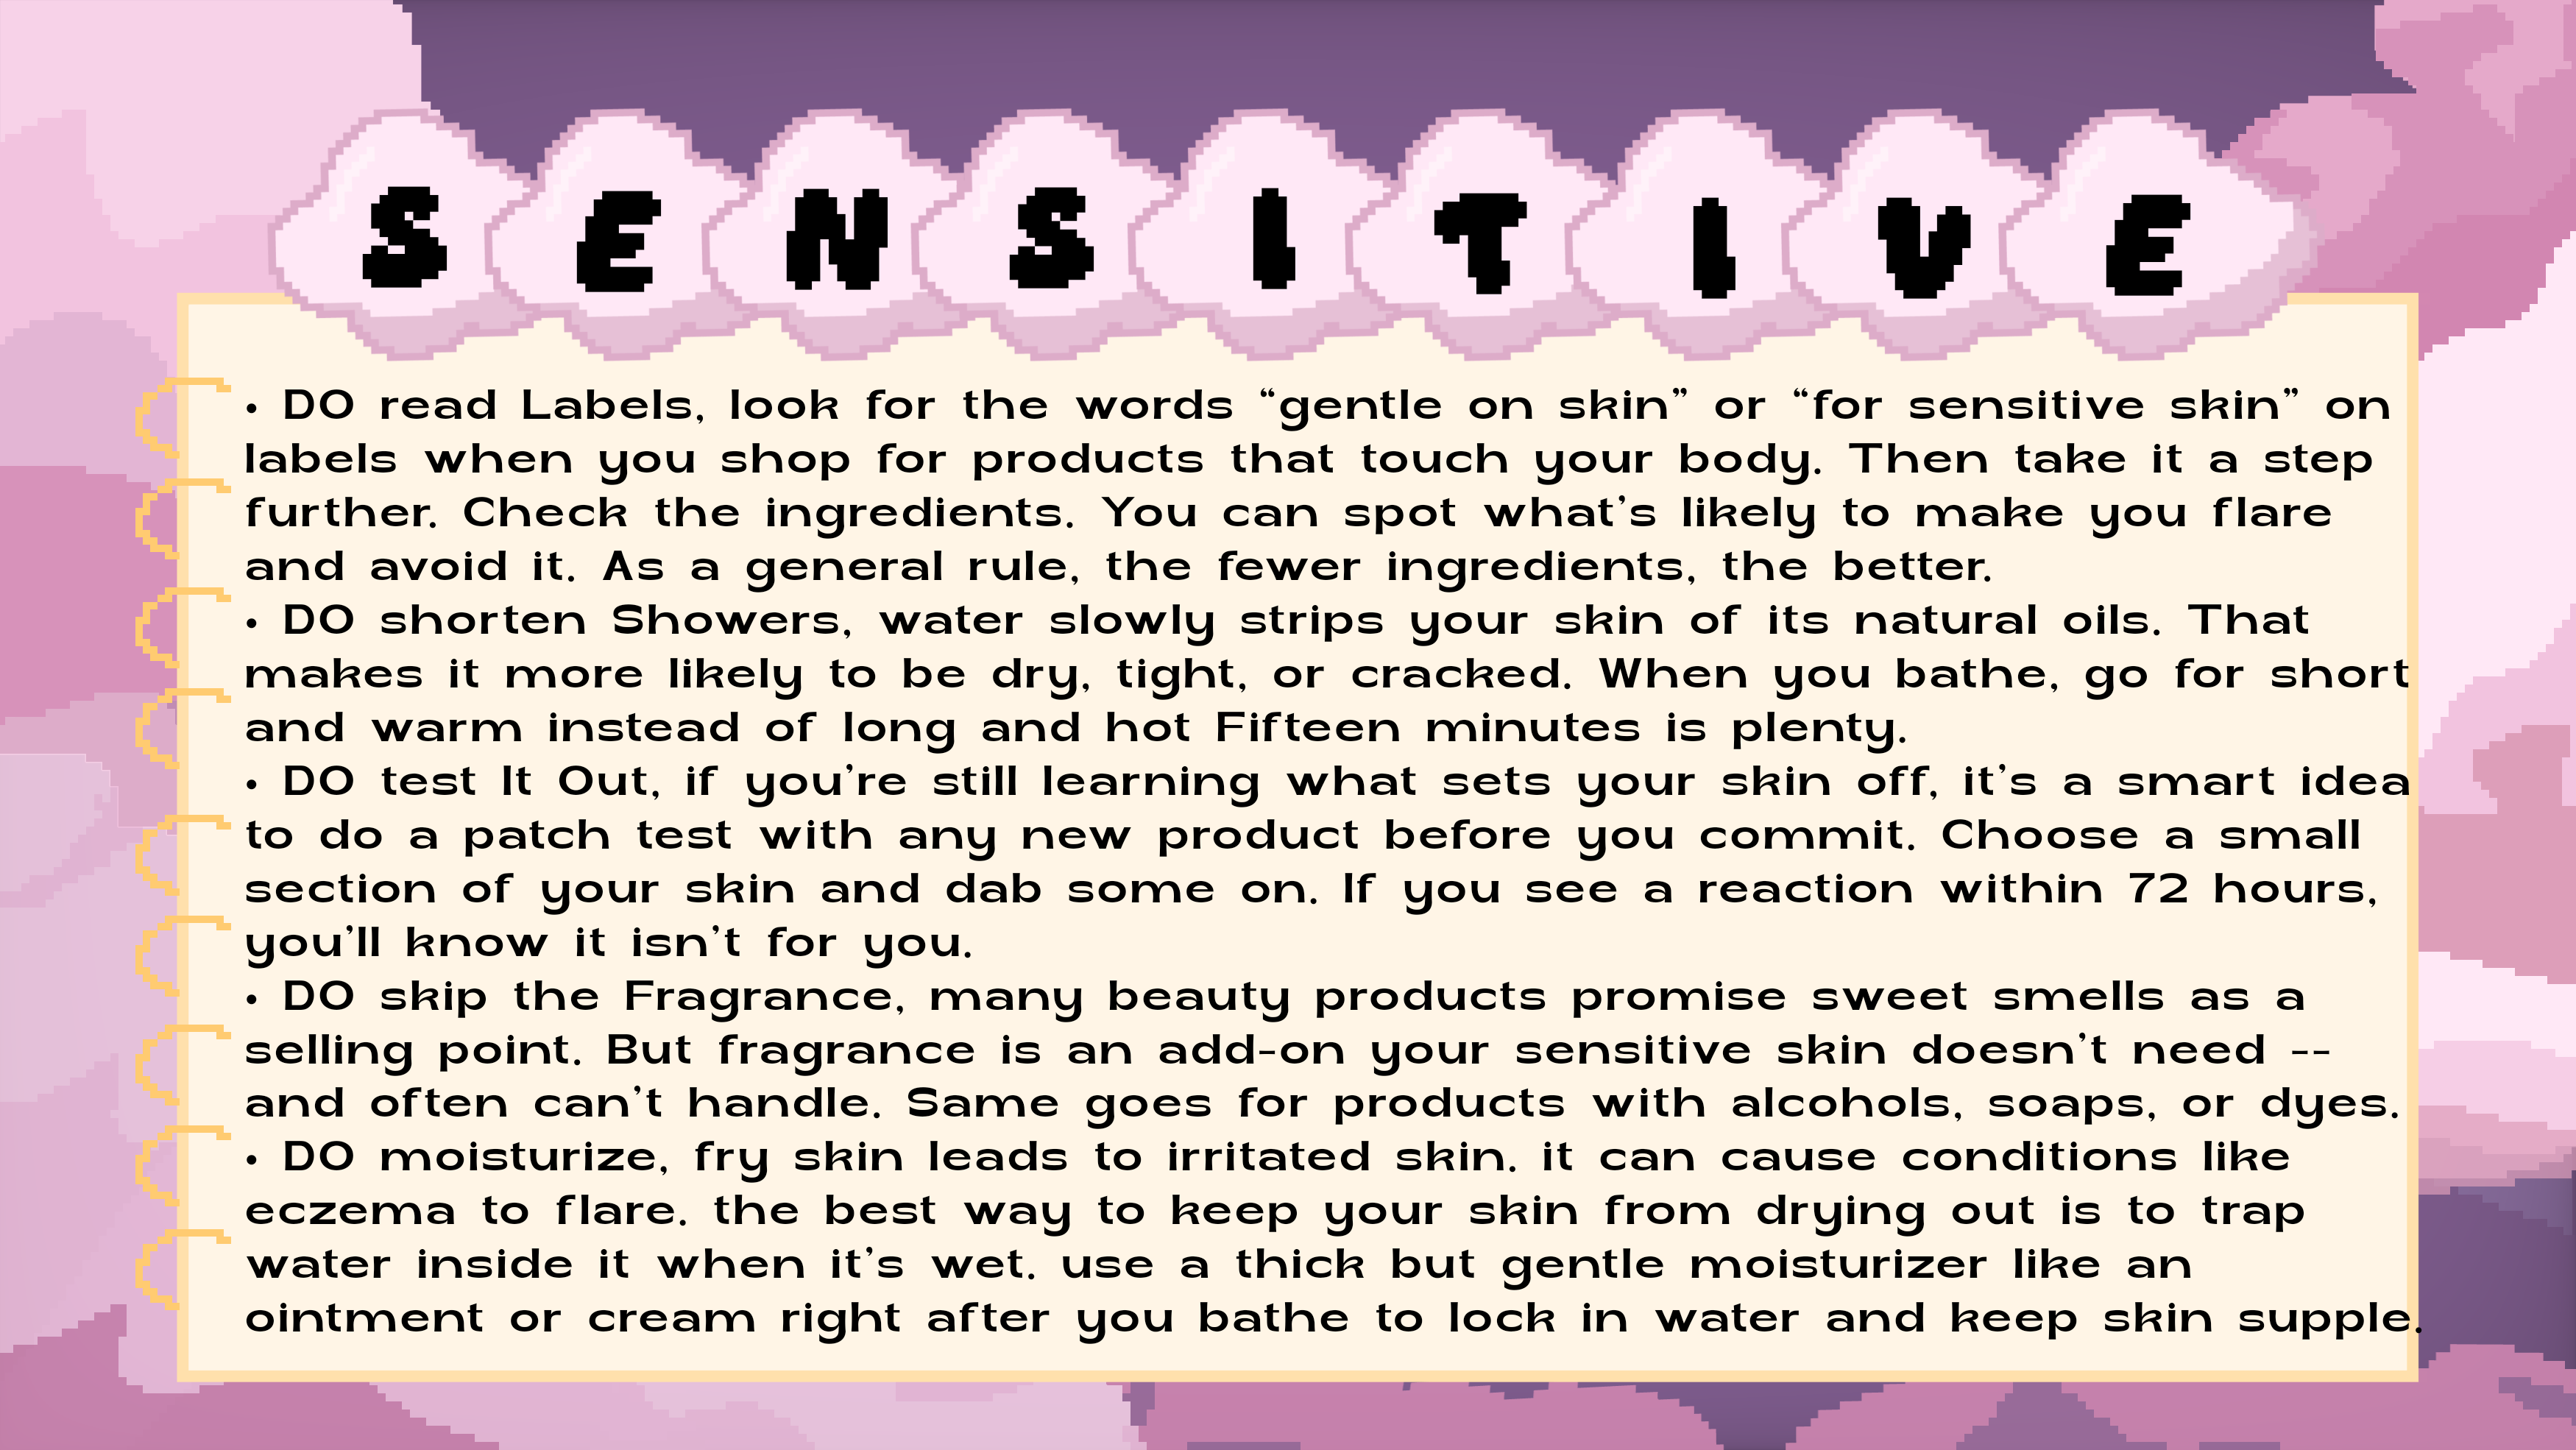 SENSITIVE
• DO read Labels, look for the words “gentle on skin” or “for sensitive skin” on
labels when you shop for products that touch your body. Then take it a step
further. Check the ingredients. You can spot what’s likely to make you flare
and avoid it. As a general rule, the fewer ingredients, the better.
• DO shorten Showers, water slowly strips your skin of its natural oils. That
makes it more likely to be dry, tight, or cracked. When you bathe, go for short
and warm instead of long and hot Fifteen minutes is plenty.
• DO test It Out, if you’re still learning what sets your skin off, it’s a smart idea
to do a patch test with any new product before you commit. Choose a small
section of your skin and dab some on. If you see a reaction within 72 hours,
you’ll know it isn’t for you.
• DO skip the Fragrance, many beauty products promise sweet smells as a
selling point. But fragrance is an add-on your sensitive skin doesn’t need --
and often can’t handle. Same goes for products with alcohols, soaps, or dyes.
• DO moisturize, fry skin leads to irritated skin. it can cause conditions like
eczema to flare. the best way to keep your skin from drying out is to trap
water inside it when it’s wet. use a thick but gentle moisturizer like an
ointment or cream right after you bathe to lock in water and keep skin supple.